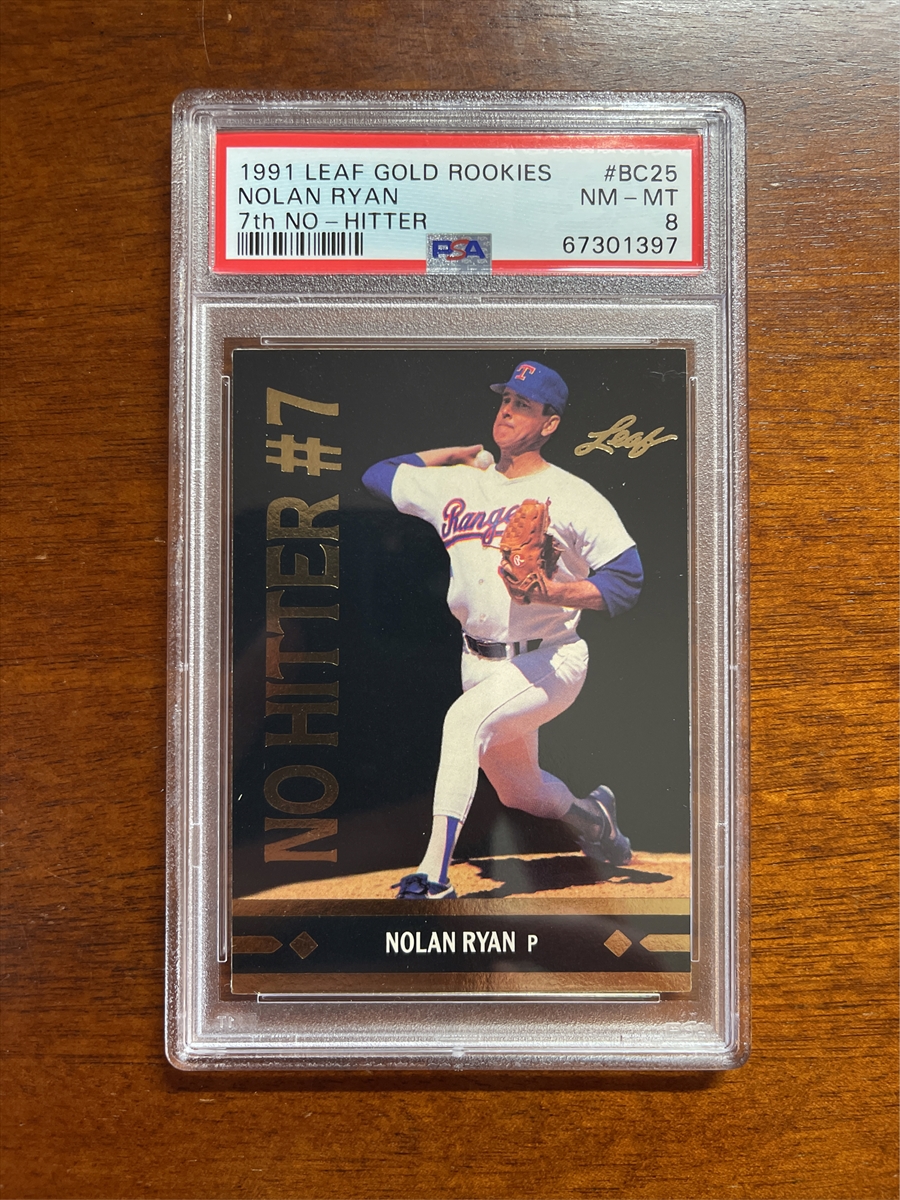 1991 LEAF GOLD ROOKIES #BC25
NOLAN RYAN NM - MT
7th NO - HITTER 8
PSA 67301397
NO HITTER #7
T
Leaf
Range
NOLAN RYAN P